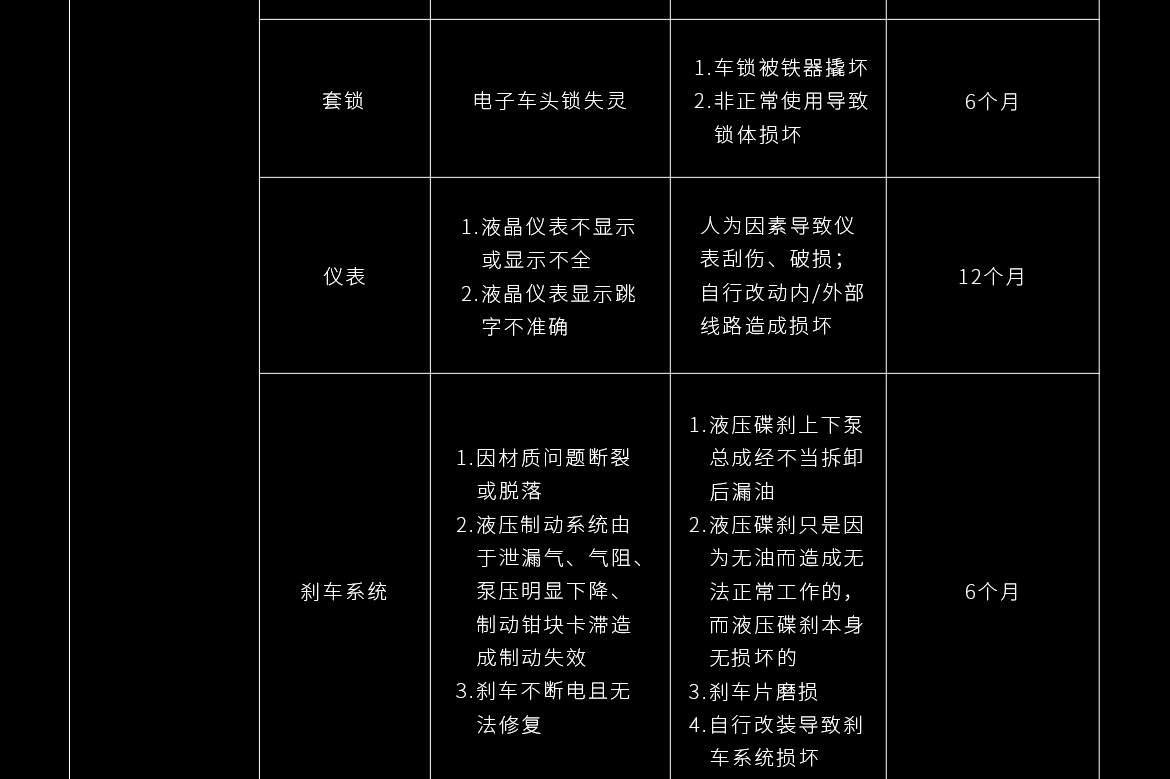 套锁
电子车头锁失灵
1.车锁被铁器撬坏
2.非正常使用导致
锁体损坏
6个月
仪表
1.液晶仪表不显示
或显示不全
2.液晶仪表显示跳
字不准确
人为因素导致仪
表刮伤、破损；
自行改动内/外部
线路造成损坏
12个月
刹车系统
1.因材质问题断裂
或脱落
2.液压制动系统由
于泄漏气、气阻、
泵压明显下降、
制动钳块卡滞造
成制动失效
3.刹车不断电且无
法修复
1.液压碟刹上下泵
总成经不当拆卸
后漏油
2.液压碟刹只是因
为无油而造成无
法正常工作的，
而液压碟刹本身
无损坏的
3.刹车片磨损
4.自行改装导致刹
车系统损坏
6个月